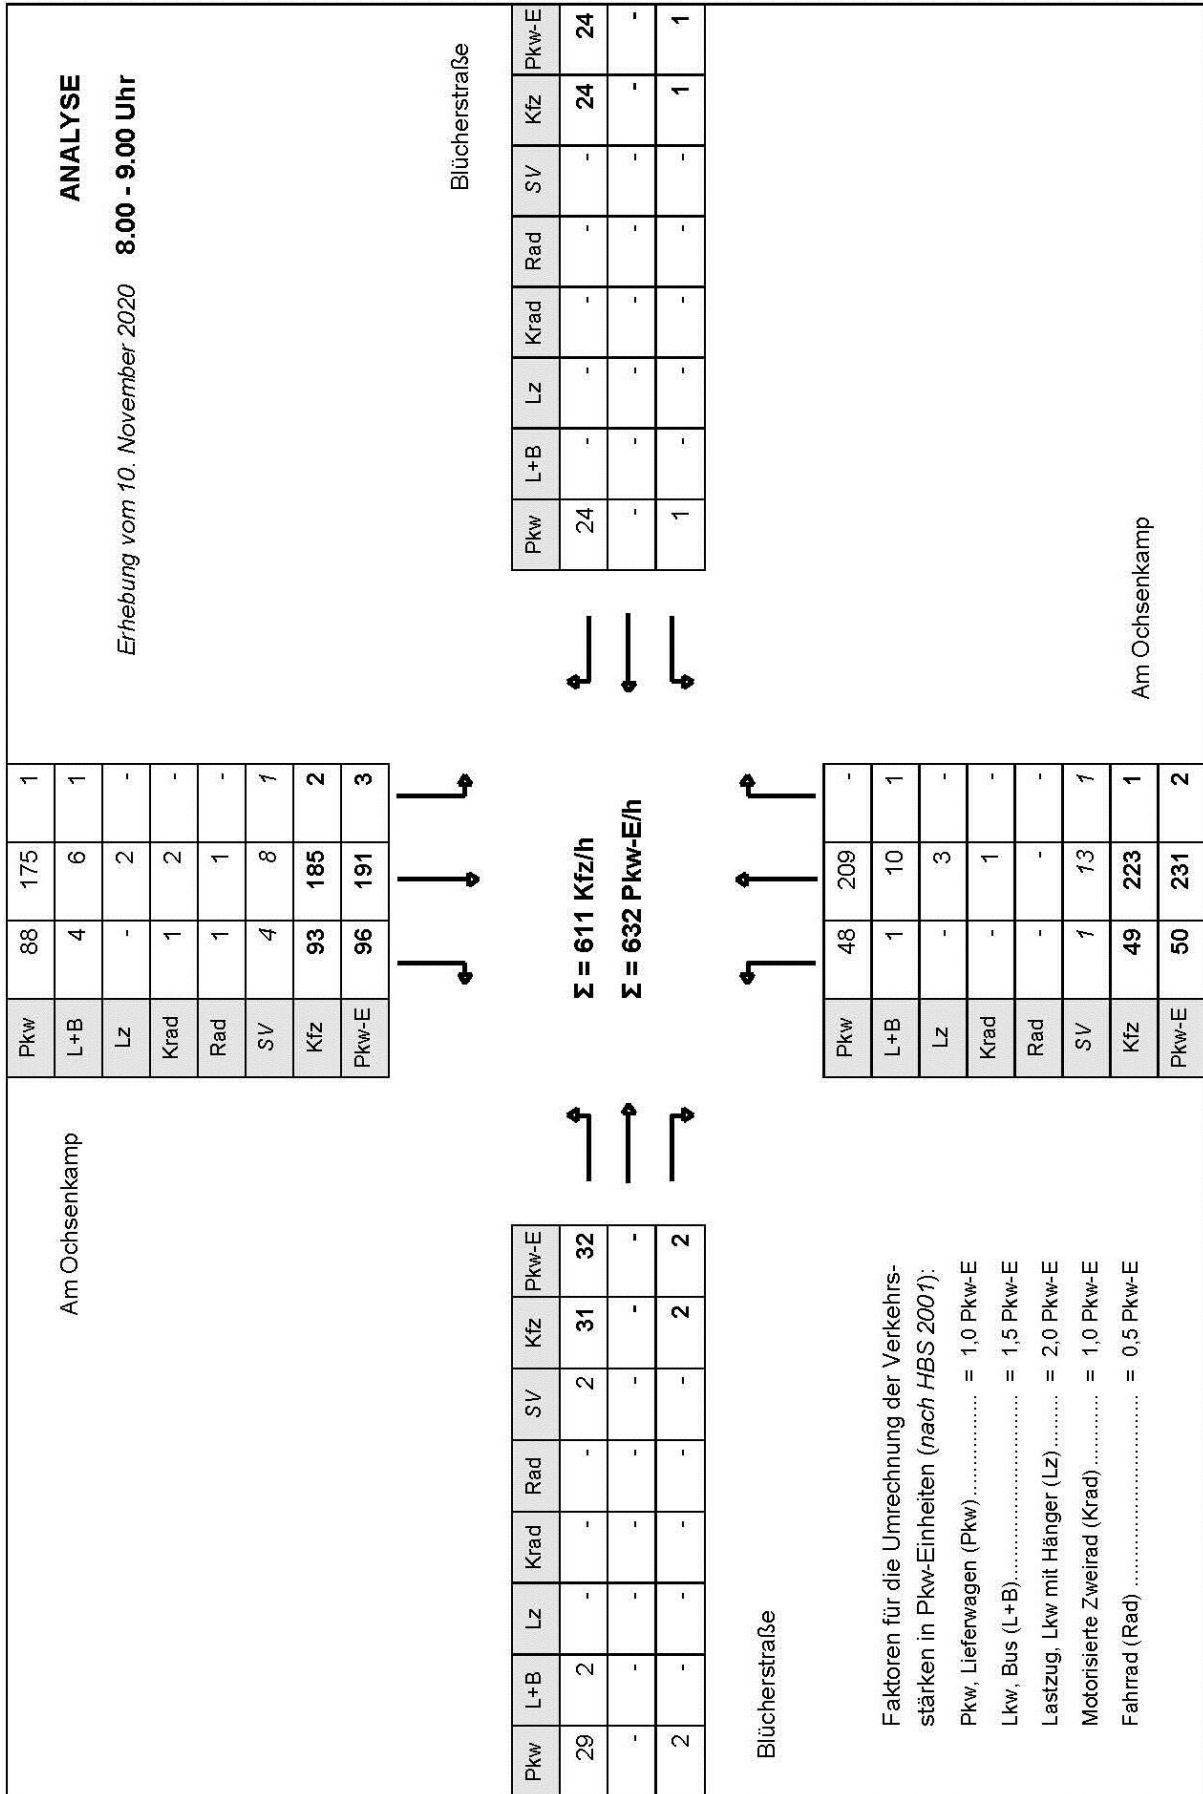 ANALYSE
Erhebung vom 10. November 2020 8.00 - 9.00 Uhr
Am Ochsenkamp
Pkw 88 175 1
L+B 4 6 1
Lz - 2 -
Krad 1 2 -
Rad 1 1 -
SV 4 8 1
Kfz 93 185 2
Pkw-E 96 191 3
Blücherstraße
Pkw L+B Lz Krad Rad SV Kfz Pkw-E
29 2 - - - 2 31 32
- - - - - - - -
2 - - - - - 2 2
Σ = 611 Kfz/h
Σ = 632 Pkw-E/h
Pkw L+B Lz Krad Rad SV Kfz Pkw-E
24 - - - - - 24 24
- - - - - - - -
1 - - - - - 1 1
Blücherstraße
Pkw 48 209 -
L+B 1 10 1
Lz - 3 -
Krad - 1 -
Rad - - -
SV 1 13 1
Kfz 49 223 1
Pkw-E 50 231 2
Am Ochsenkamp
Faktoren für die Umrechnung der Verkehrs-
stärken in Pkw-Einheiten (nach HBS 2001):
Pkw, Lieferwagen (Pkw) ................ = 1,0 Pkw-E
Lkw, Bus (L+B)................................ = 1,5 Pkw-E
Lastzug, Lkw mit Hänger (Lz) ......... = 2,0 Pkw-E
Motorisierte Zweirad (Krad) ............ = 1,0 Pkw-E
Fahrrad (Rad) .................................. = 0,5 Pkw-E